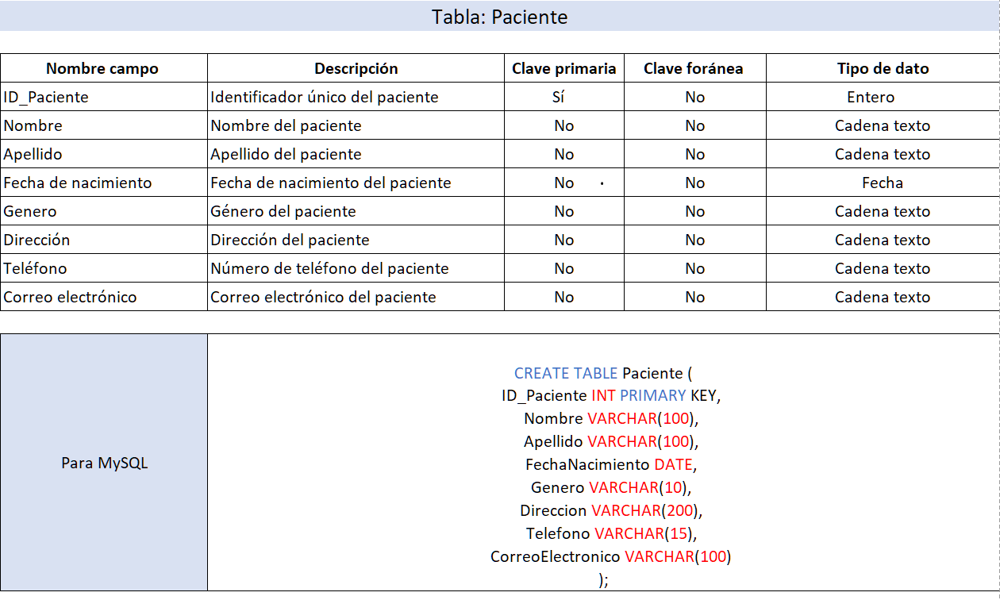 Tabla: Paciente
Nombre campo Descripción Clave primaria Clave foránea Tipo de dato
ID_Paciente Identificador único del paciente Sí No Entero
Nombre Nombre del paciente No No Cadena texto
Apellido Apellido del paciente No No Cadena texto
Fecha de nacimiento Fecha de nacimiento del paciente No No Fecha
Genero Género del paciente No No Cadena texto
Dirección Dirección del paciente No No Cadena texto
Teléfono Número de teléfono del paciente No No Cadena texto
Correo electrónico Correo electrónico del paciente No No Cadena texto
Para MySQL
CREATE TABLE Paciente (
ID_Paciente INT PRIMARY KEY,
Nombre VARCHAR(100),
Apellido VARCHAR(100),
FechaNacimiento DATE,
Genero VARCHAR(10),
Direccion VARCHAR(200),
Telefono VARCHAR(15),
CorreoElectronico VARCHAR(100)
);